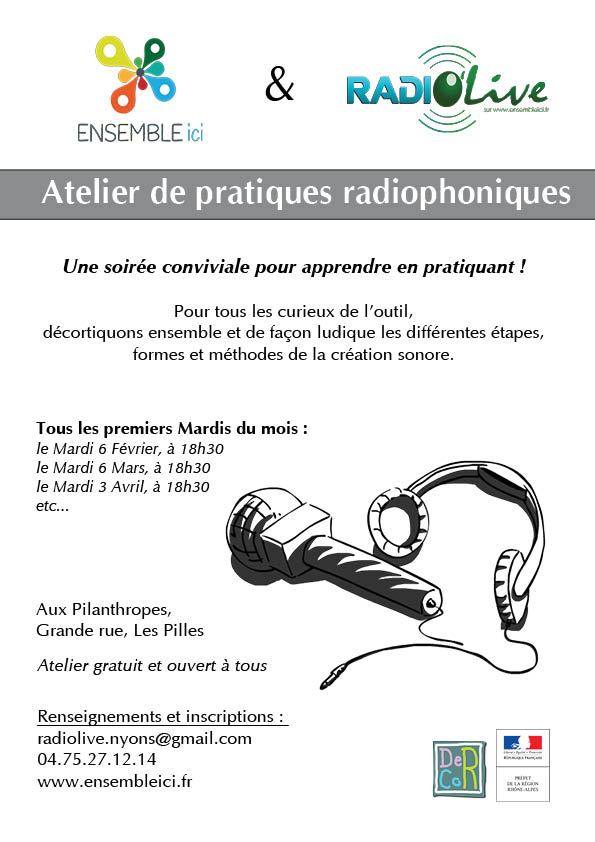 ENSEMBLE ici
&
RADIOLive
sur www.ensembleici.fr
Atelier de pratiques radiophoniques
Une soirée conviviale pour apprendre en pratiquant !
Pour tous les curieux de l'outil,
décortiquons ensemble et de façon ludique les différentes étapes,
formes et méthodes de la création sonore.
Tous les premiers Mardis du mois :
le Mardi 6 Février, à 18h30
le Mardi 6 Mars, à 18h30
le Mardi 3 Avril, à 18h30
etc...
Aux Pilanthropes,
Grande rue, Les Pilles
Atelier gratuit et ouvert à tous
Renseignements et inscriptions :
radiolive.nyons@gmail.com
04.75.27.12.14
www.ensembleici.fr
DeCoR
Liberté • Égalité • Fraternité
RÉPUBLIQUE FRANÇAISE
PRÉFET
DE LA RÉGION
RHÔNE-ALPES